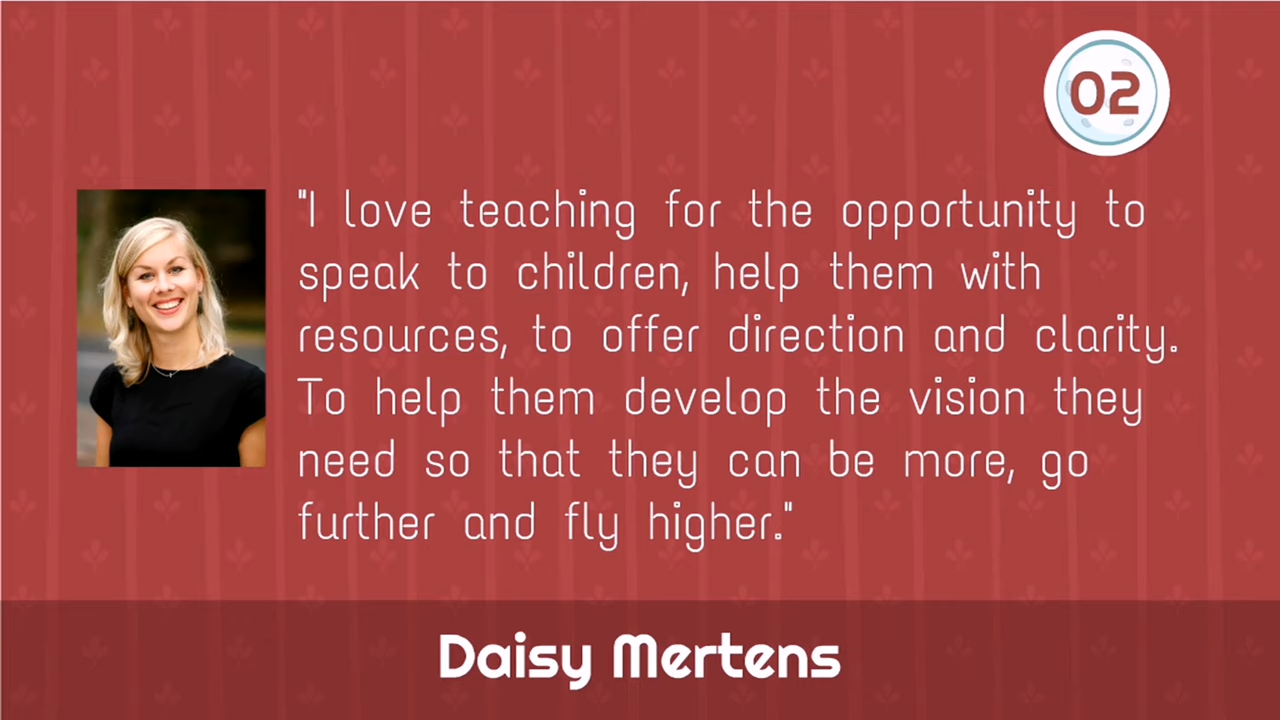 02
"I love teaching for the opportunity to
speak to children, help them with
resources, to offer direction and clarity.
To help them develop the vision they
need so that they can be more, go
further and fly higher."
Daisy Mertens